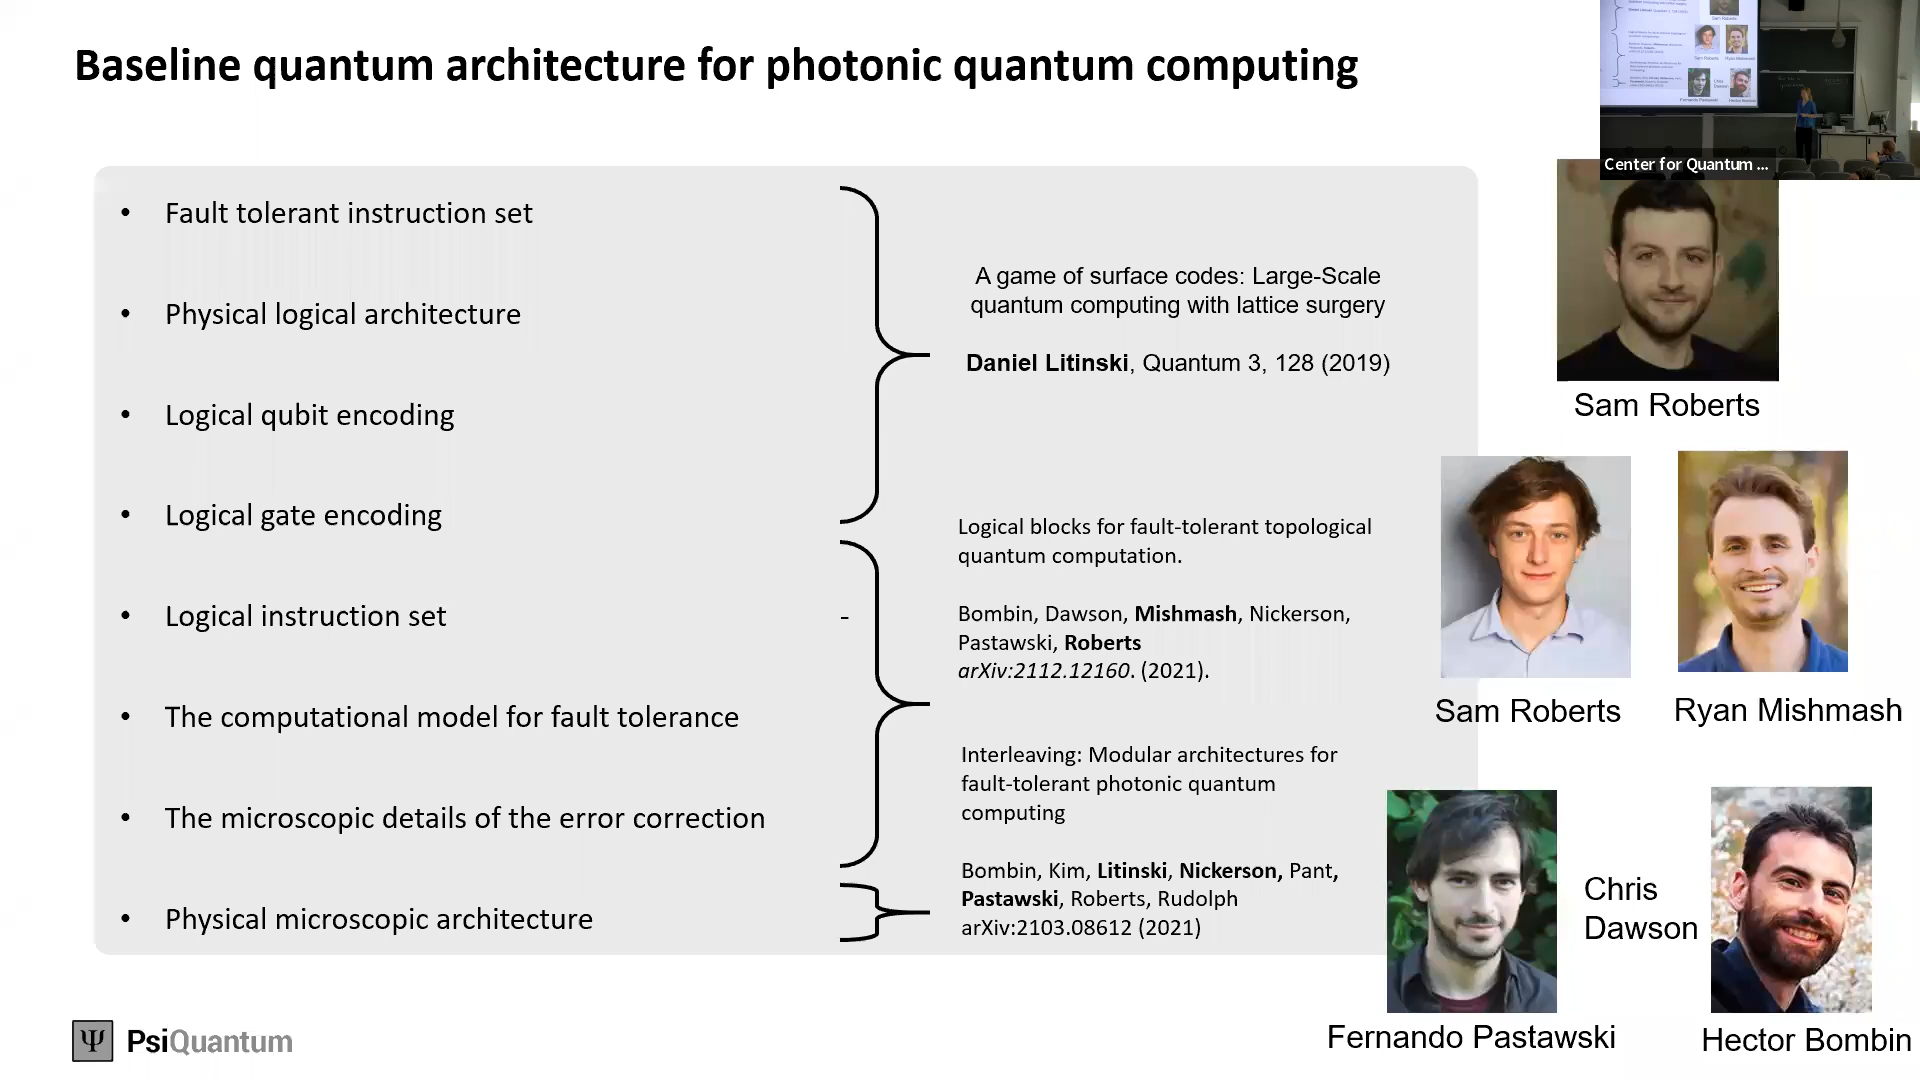 Baseline quantum architecture for photonic quantum computing
Center for Quantum ...
• Fault tolerant instruction set
• Physical logical architecture
• Logical qubit encoding
• Logical gate encoding
• Logical instruction set
-
• The computational model for fault tolerance
• The microscopic details of the error correction
• Physical microscopic architecture
A game of surface codes: Large-Scale
quantum computing with lattice surgery
Daniel Litinski, Quantum 3, 128 (2019)
Logical blocks for fault-tolerant topological
quantum computation.
Bombin, Dawson, Mishmash, Nickerson,
Pastawski, Roberts
arXiv:2112.12160. (2021).
Interleaving: Modular architectures for
fault-tolerant photonic quantum
computing
Bombin, Kim, Litinski, Nickerson, Pant,
Pastawski, Roberts, Rudolph
arXiv:2103.08612 (2021)
Sam Roberts
Sam Roberts
Ryan Mishmash
Chris
Dawson
Fernando Pastawski
Hector Bombin
Ψ PsiQuantum